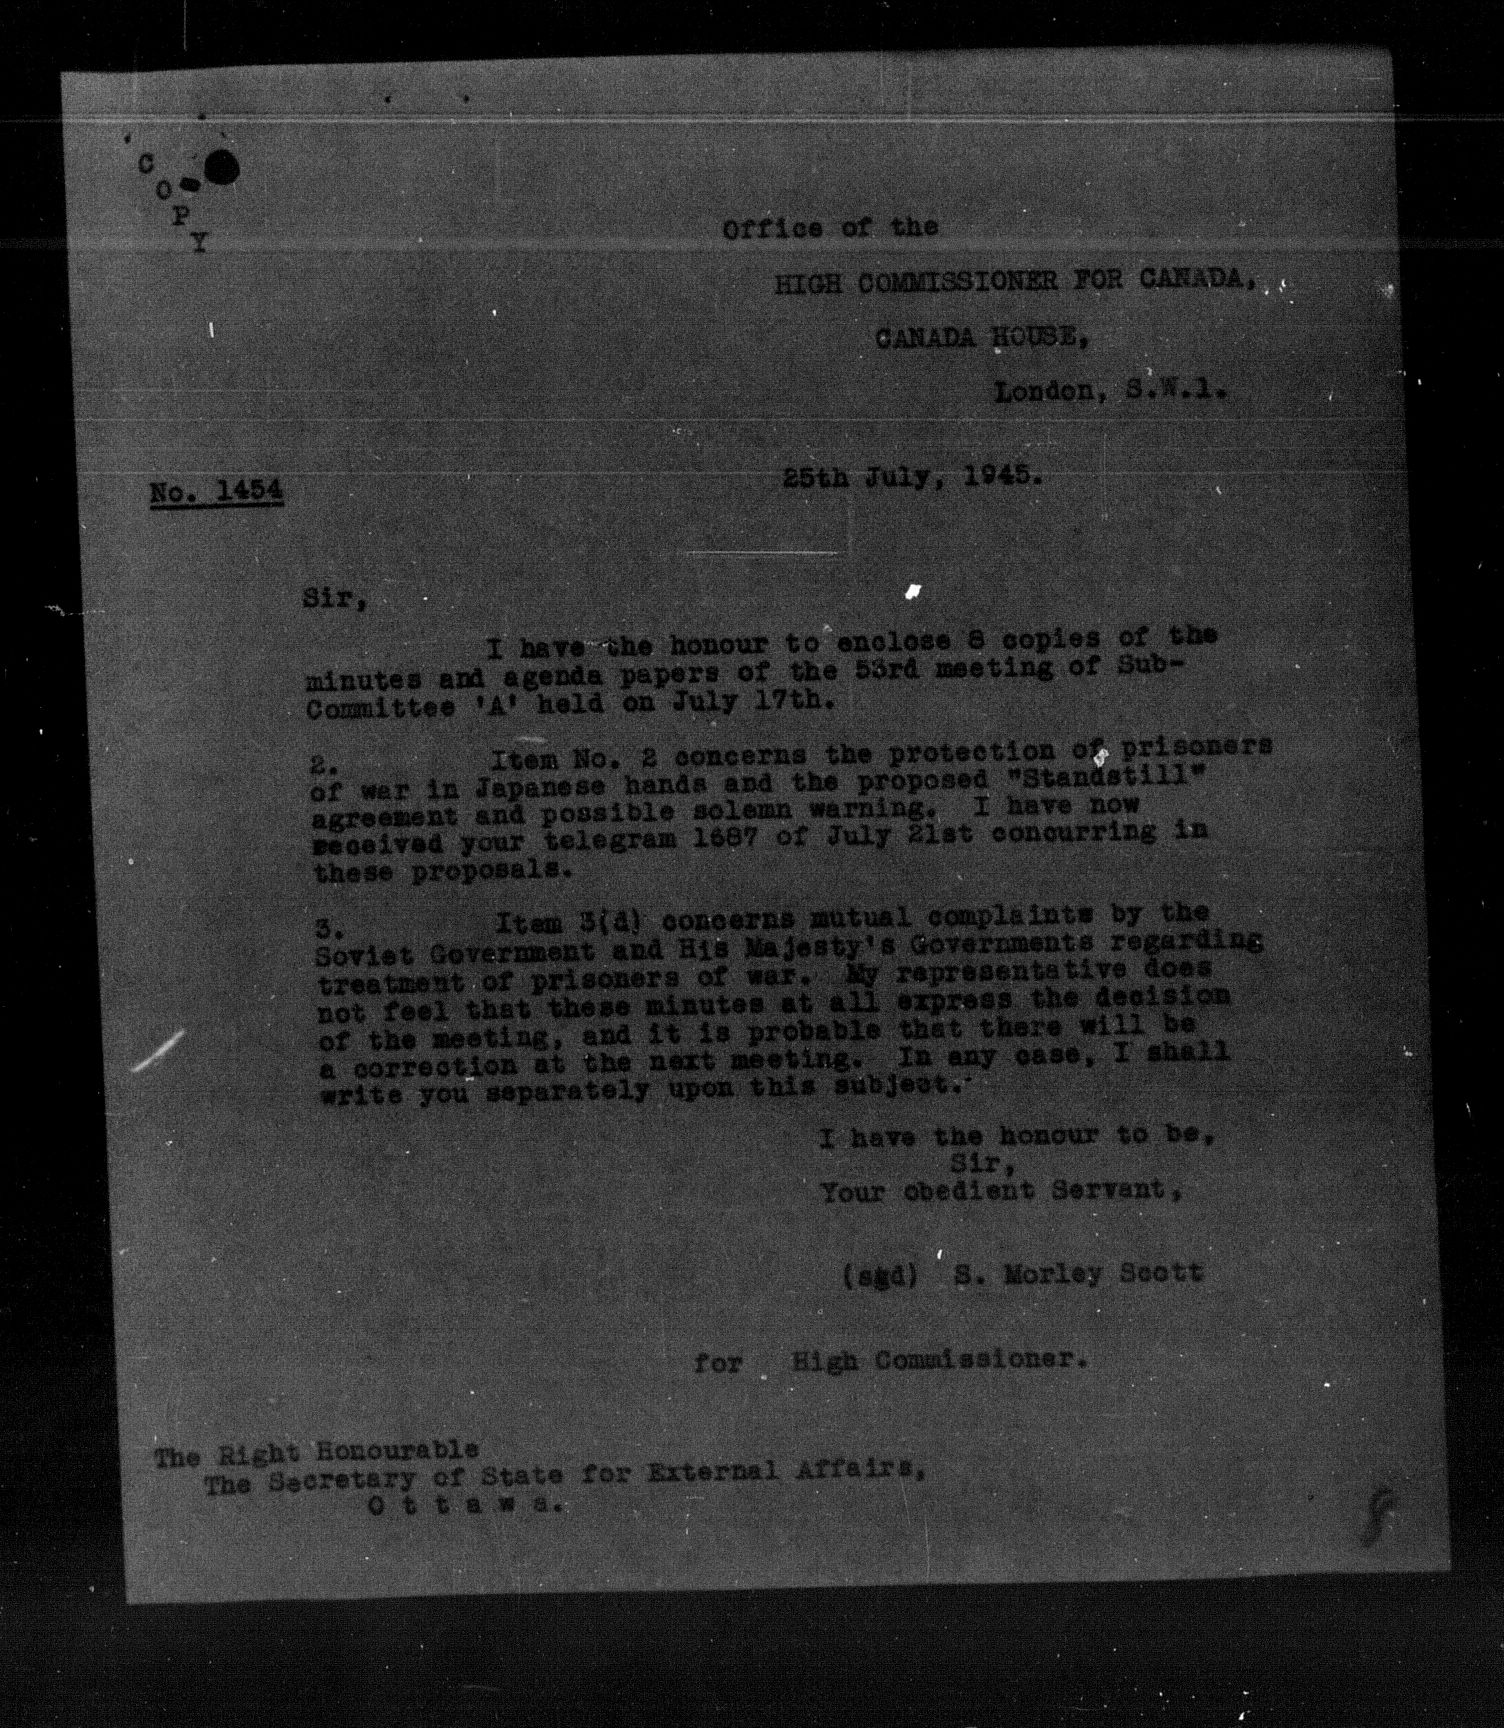 COPY
Office of the
HIGH COMMISSIONER FOR CANADA,
CANADA HOUSE,
London, S.W.1.
No. 1454
25th July, 1945.
Sir,
I have the honour to enclose 8 copies of the
minutes and agenda papers of the 53rd meeting of Sub-
Committee 'A' held on July 17th.
2. Item No. 2 concerns the protection of prisoners
of war in Japanese hands and the proposed "Standstill"
agreement and possible solemn warning. I have now
received your telegram 1687 of July 21st concurring in
these proposals.
3. Item 3(d) concerns mutual complaints by the
Soviet Government and His Majesty's Governments regarding
treatment of prisoners of war. My representative does
not feel that these minutes at all express the decision
of the meeting, and it is probable that there will be
a correction at the next meeting. In any case, I shall
write you separately upon this subject.
I have the honour to be,
Sir,
Your obedient Servant,
(sgd) S. Morley Scott
for High Commissioner.
The Right Honourable
The Secretary of State for External Affairs,
O t t a w a.